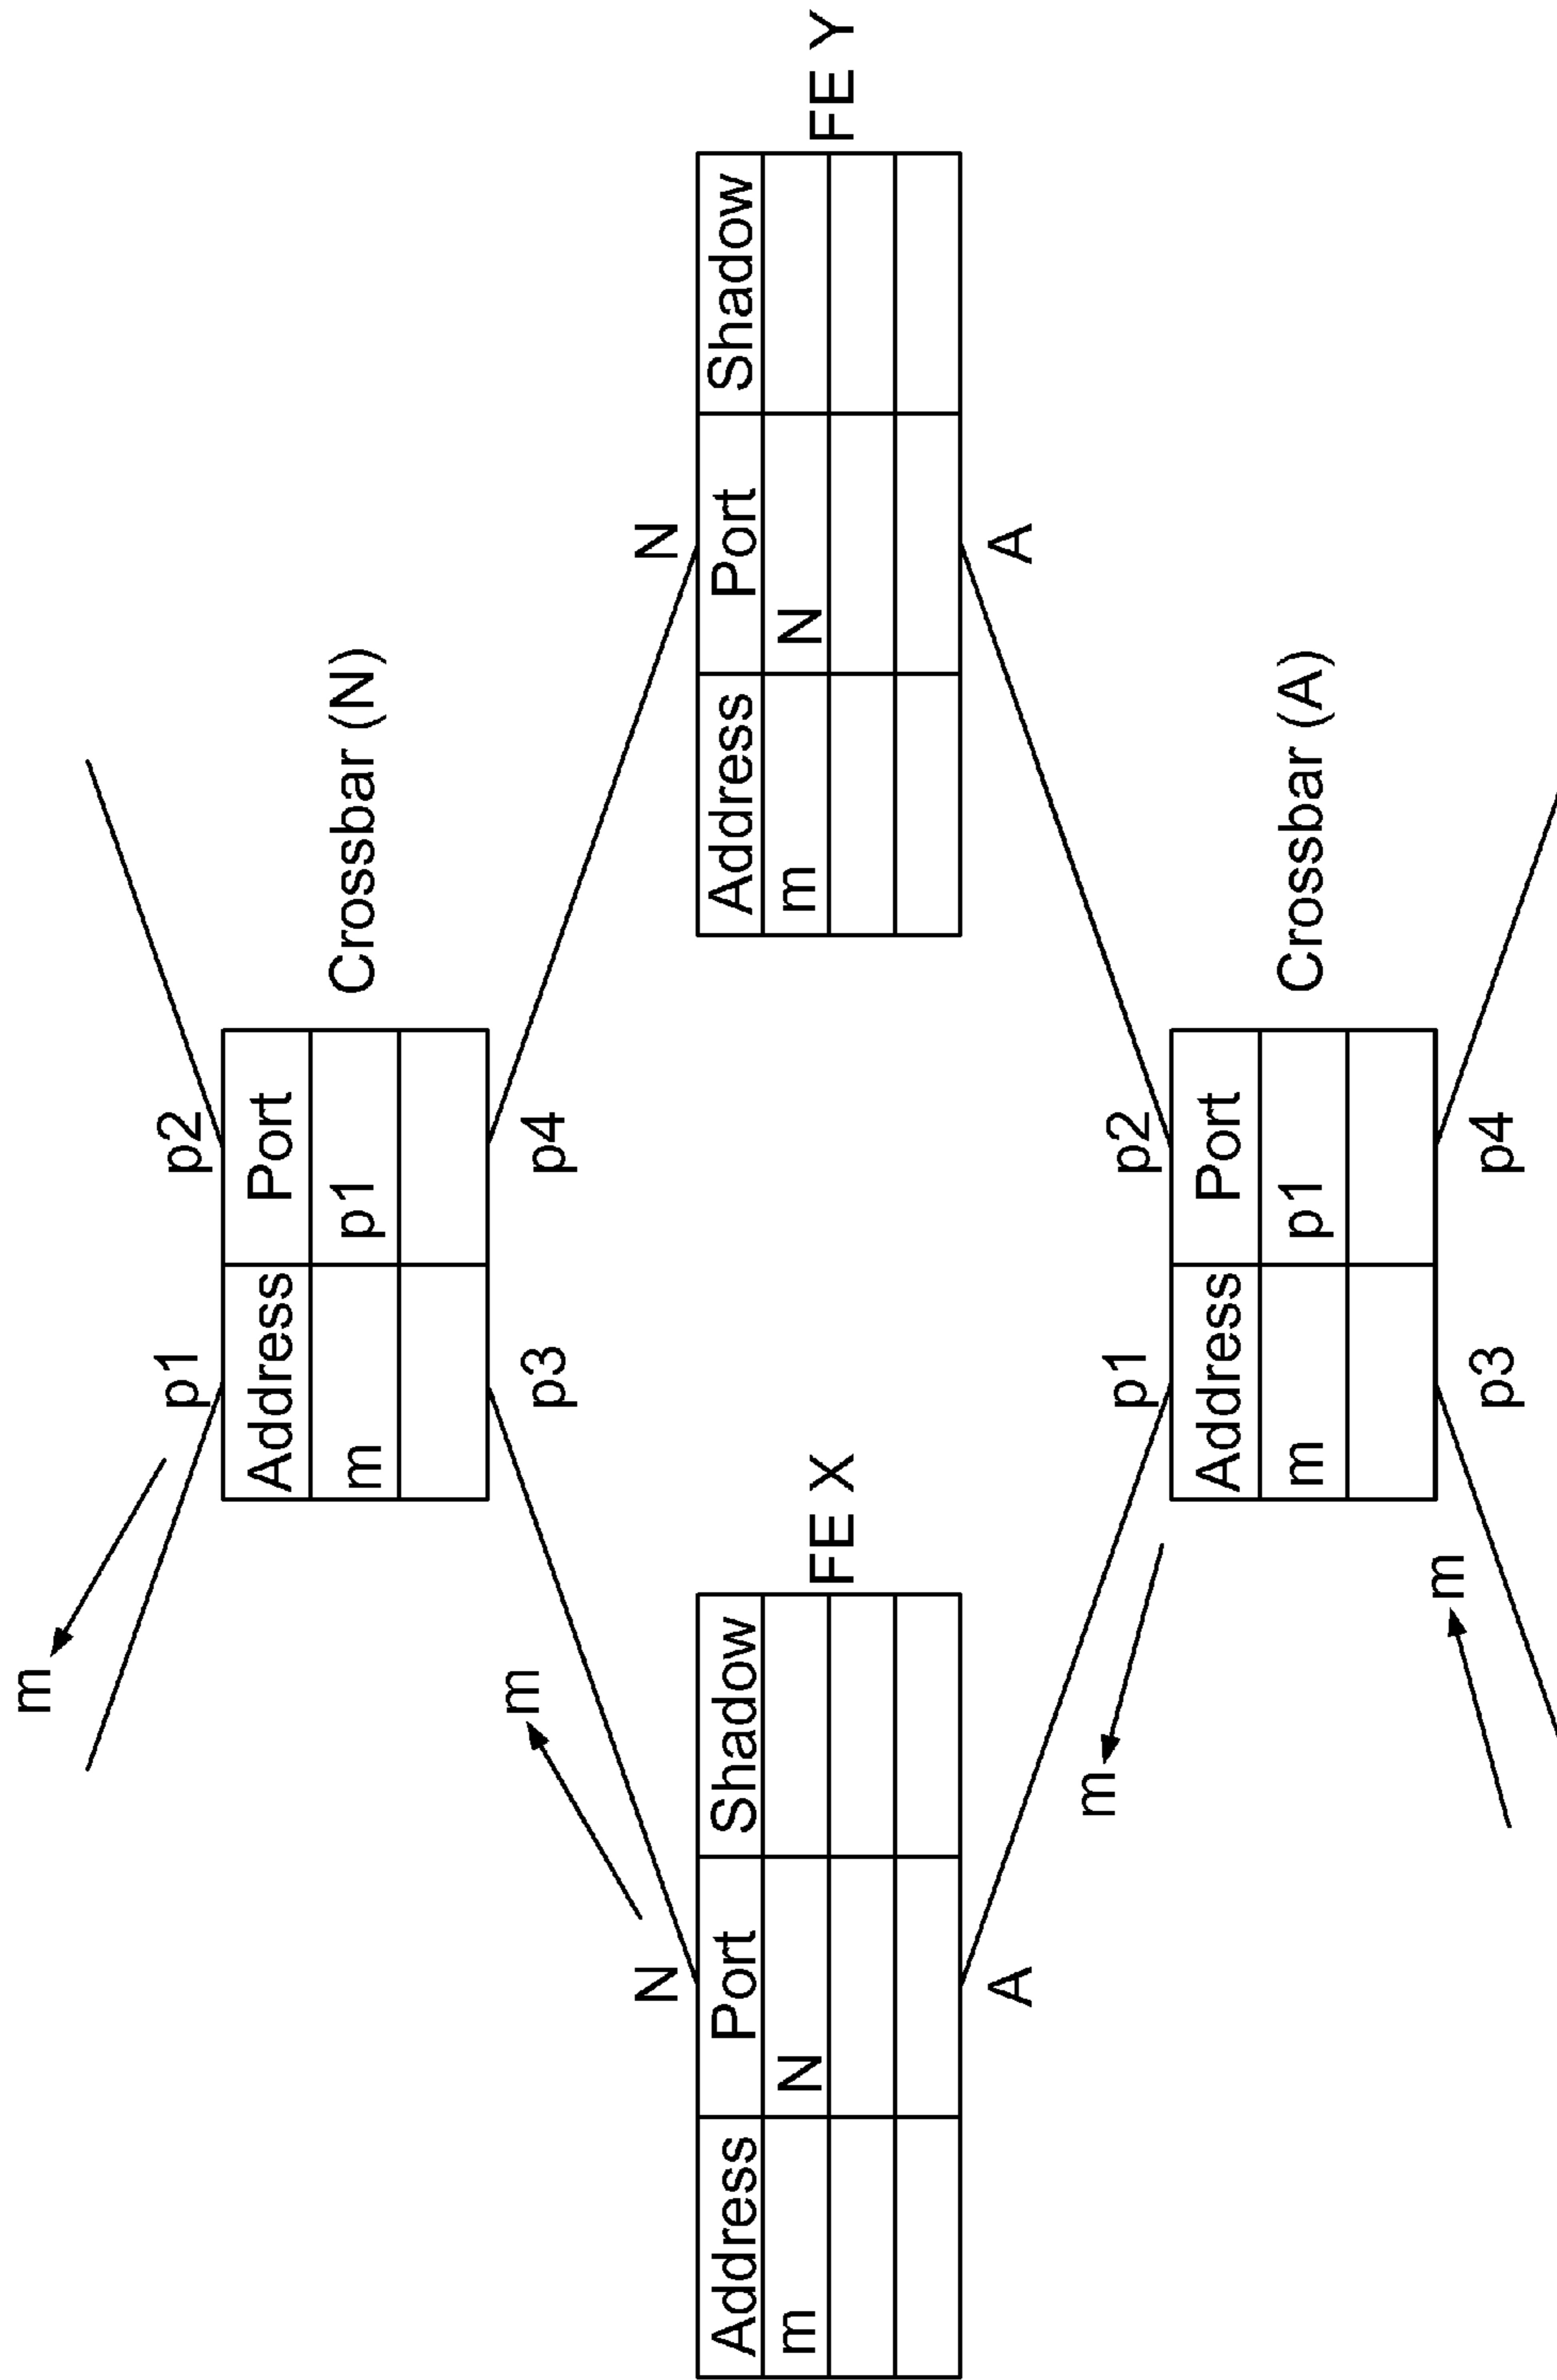 m
p1
p2
Address Port
m p1
Crossbar (N)
p3
p4
m
N
N
Address Port Shadow
m N
FE X
Address Port Shadow
m N
FE Y
A
A
m
p1
p2
Address Port
m p1
Crossbar (A)
m
p3
p4